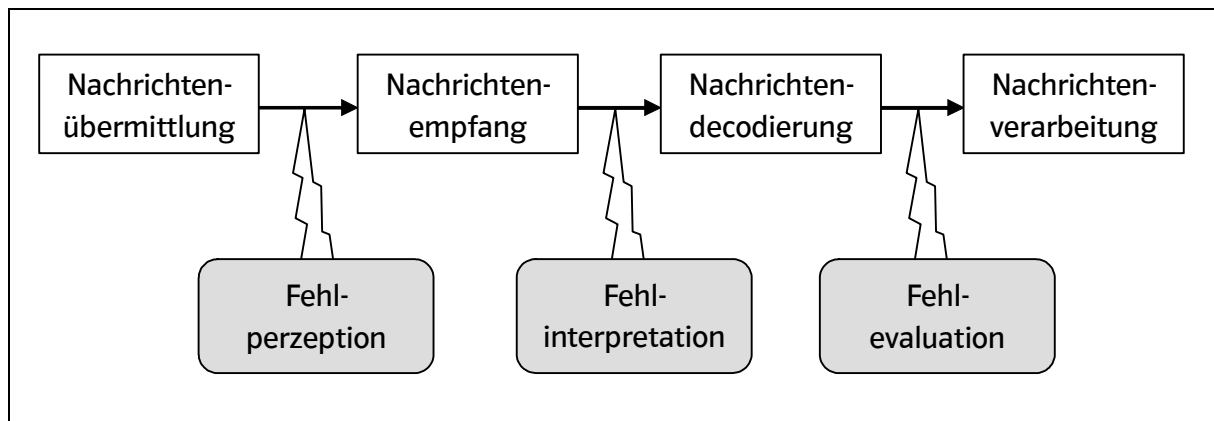 Nachrichten-
übermittlung
Nachrichten-
empfang
Nachrichten-
decodierung
Nachrichten-
verarbeitung
Fehl-
perzeption
Fehl-
interpretation
Fehl-
evaluation